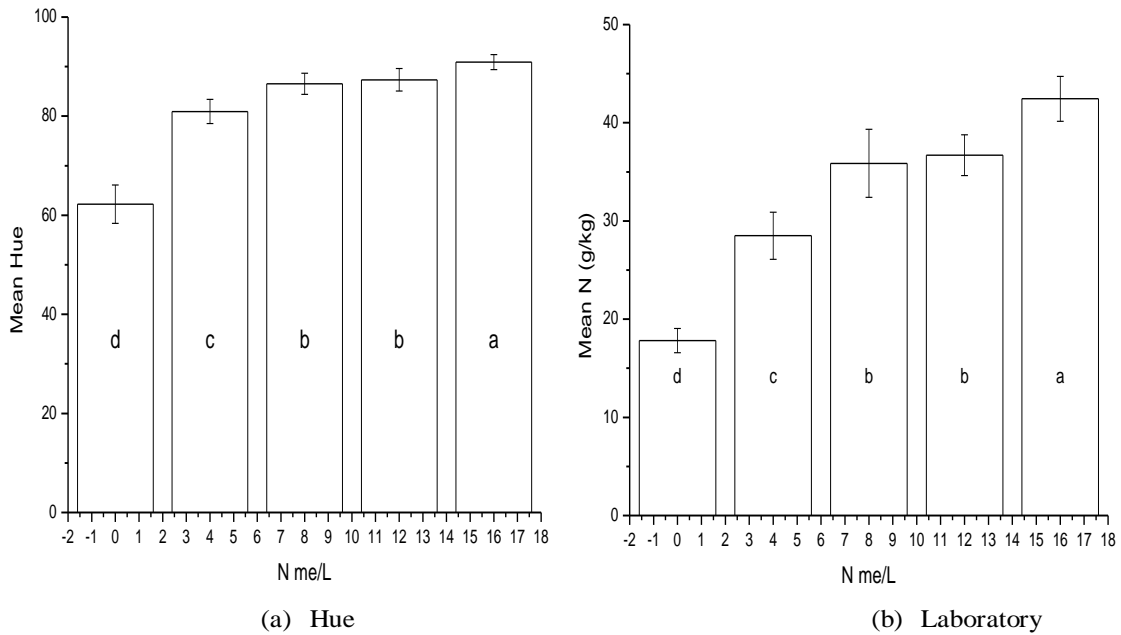 100
80
60
40
20
0
Mean Hue
d c b b a
-2 -1 0 1 2 3 4 5 6 7 8 9 10 11 12 13 14 15 16 17 18
N me/L
(a) Hue
50
40
30
20
10
0
Mean N (g/kg)
d c b b a
-2 -1 0 1 2 3 4 5 6 7 8 9 10 11 12 13 14 15 16 17 18
N me/L
(b) Laboratory